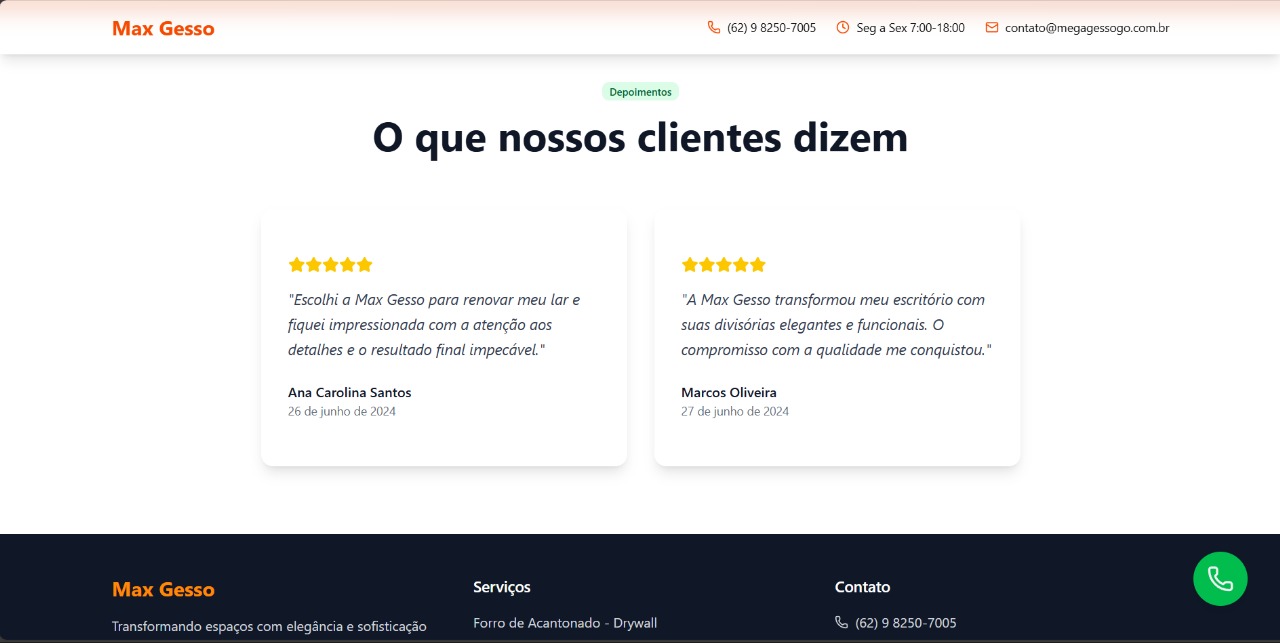 Max Gesso
(62) 9 8250-7005
Seg a Sex 7:00-18:00
contato@megagessogo.com.br
Depoimentos
O que nossos clientes dizem
"Escolhi a Max Gesso para renovar meu lar e
fiquei impressionada com a atenção aos
detalhes e o resultado final impecável."
Ana Carolina Santos
26 de junho de 2024
"A Max Gesso transformou meu escritório com
suas divisórias elegantes e funcionais. O
compromisso com a qualidade me conquistou."
Marcos Oliveira
27 de junho de 2024
Max Gesso
Transformando espaços com elegância e sofisticação
Serviços
Forro de Acantonado - Drywall
Contato
(62) 9 8250-7005